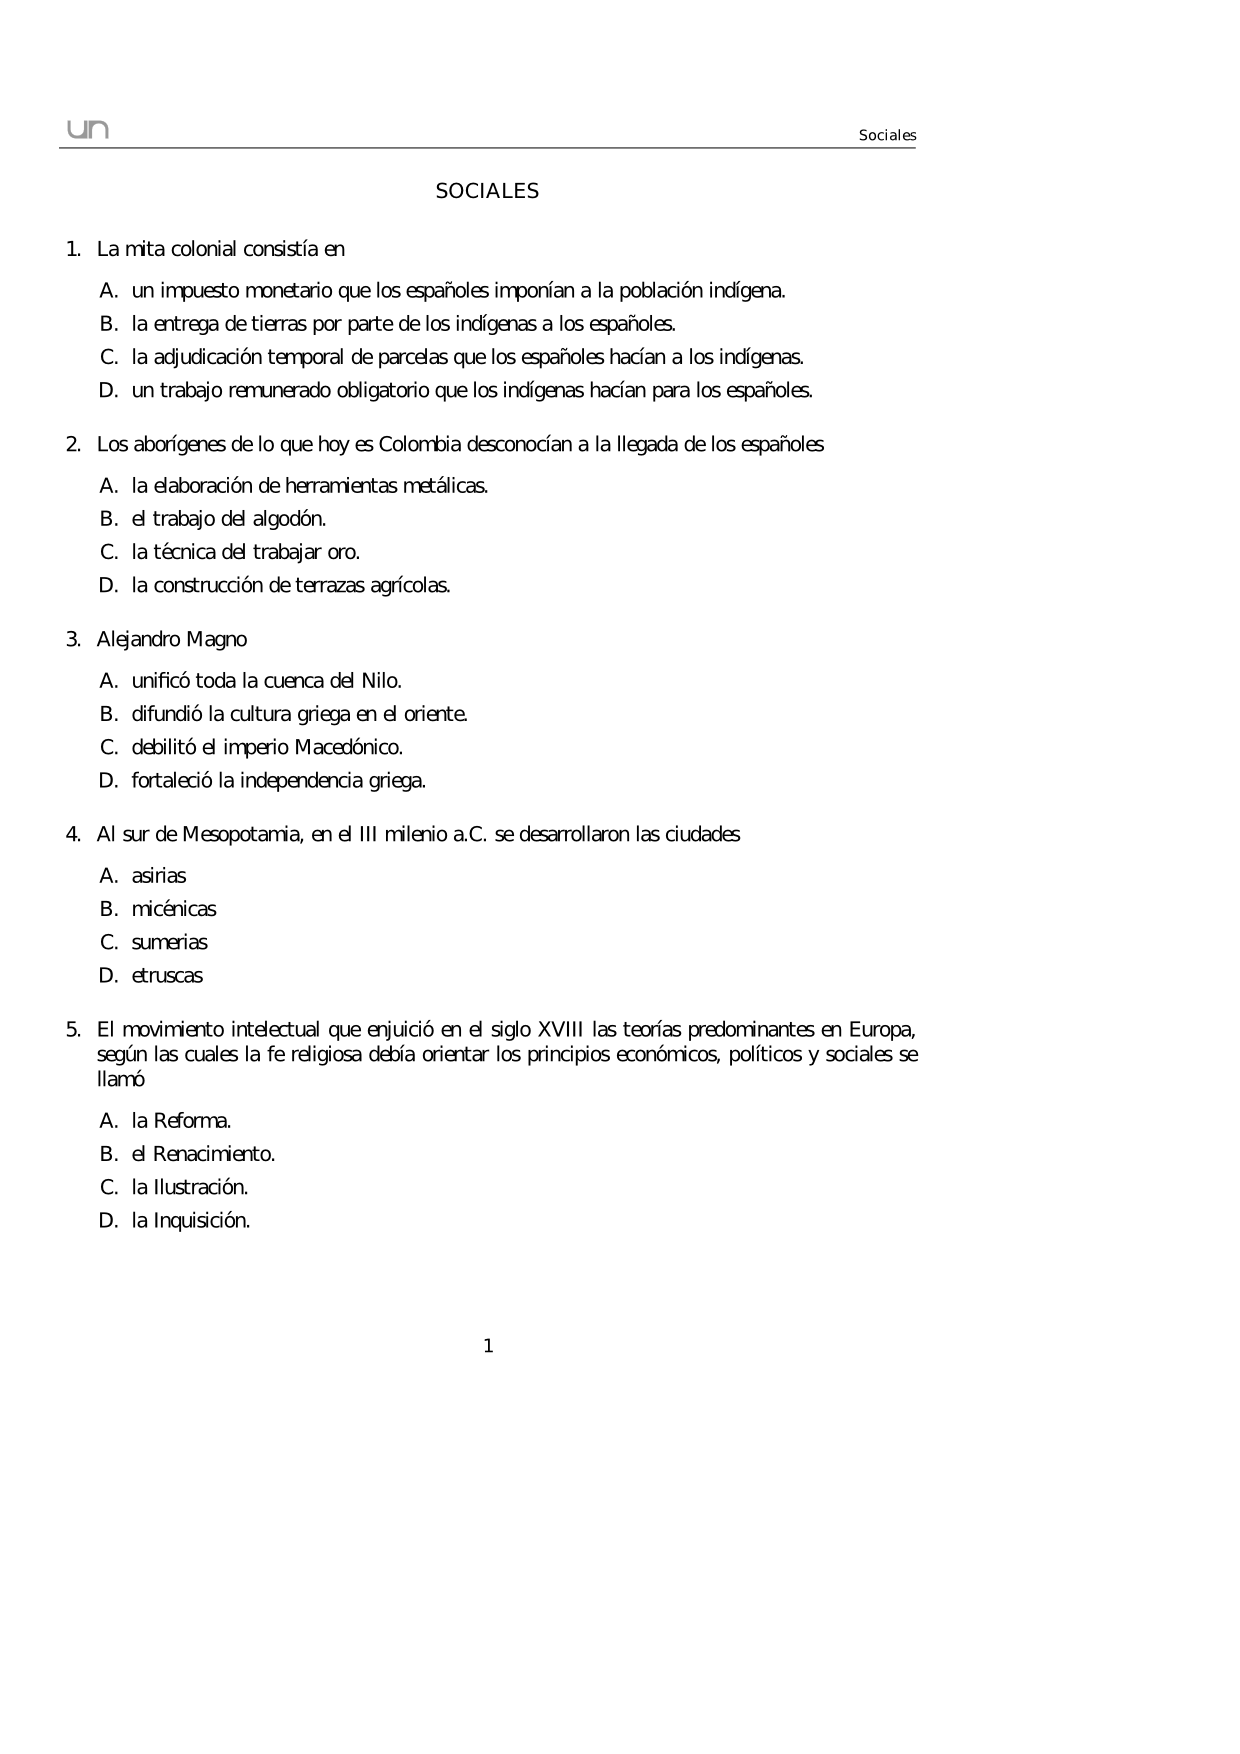 un
Sociales
SOCIALES
1. La mita colonial consistía en
A. un impuesto monetario que los españoles imponían a la población indígena.
B. la entrega de tierras por parte de los indígenas a los españoles.
C. la adjudicación temporal de parcelas que los españoles hacían a los indígenas.
D. un trabajo remunerado obligatorio que los indígenas hacían para los españoles.
2. Los aborígenes de lo que hoy es Colombia desconocían a la llegada de los españoles
A. la elaboración de herramientas metálicas.
B. el trabajo del algodón.
C. la técnica del trabajar oro.
D. la construcción de terrazas agrícolas.
3. Alejandro Magno
A. unificó toda la cuenca del Nilo.
B. difundió la cultura griega en el oriente.
C. debilitó el imperio Macedónico.
D. fortaleció la independencia griega.
4. Al sur de Mesopotamia, en el III milenio a.C. se desarrollaron las ciudades
A. asirias
B. micénicas
C. sumerias
D. etruscas
5. El movimiento intelectual que enjuició en el siglo XVIII las teorías predominantes en Europa,
según las cuales la fe religiosa debía orientar los principios económicos, políticos y sociales se
llamó
A. la Reforma.
B. el Renacimiento.
C. la Ilustración.
D. la Inquisición.
1